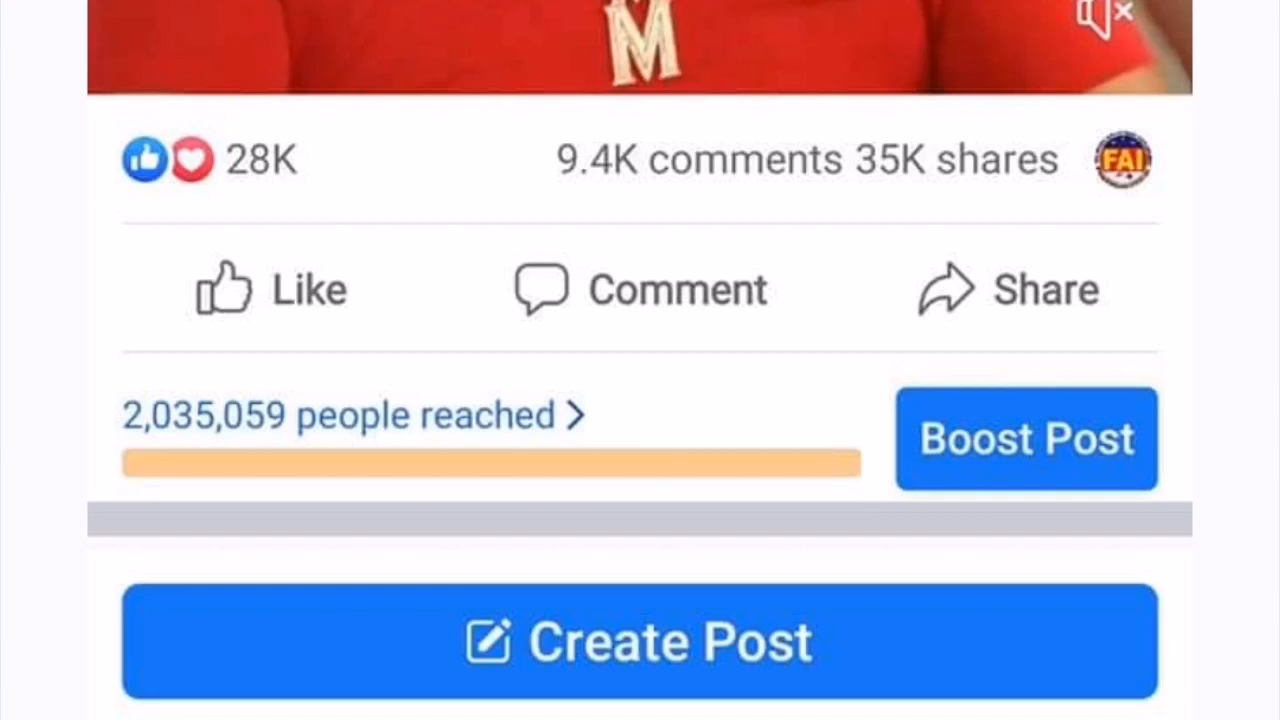 M
28K
9.4K comments 35K shares
FAI
Like
Comment
Share
2,035,059 people reached
Boost Post
Create Post